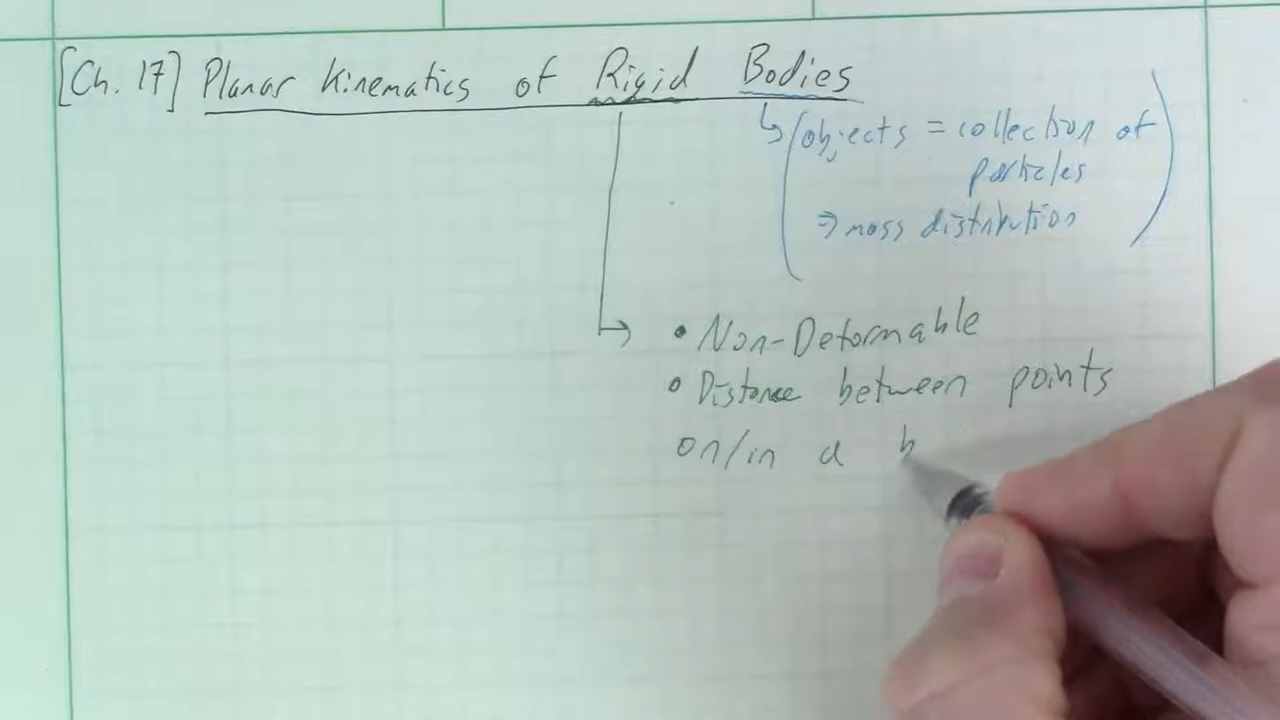 [Ch. 17] Planar Kinematics of Rigid Bodies
(objects = collection of
particles
⇒ mass distribution)
• Non-Deformable
• Distance between points
on/in a b